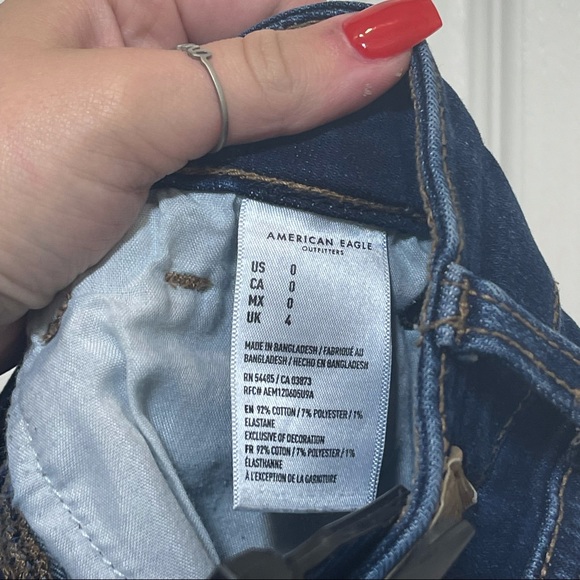 AMERICAN EAGLE
OUTFITTERS
US 0
CA 0
MX 0
UK 4
MADE IN BANGLADESH / FABRIQUÉ AU
BANGLADESH / HECHO EN BANGLADESH
RN 54485 / CA 03873
RFC# AEM120605U9A
EN 92% COTTON / 7% POLYESTER / 1%
ELASTANE
EXCLUSIVE OF DECORATION
FR 92% COTON / 7% POLYESTER / 1%
ÉLASTHANNE
À L'EXCEPTION DE LA GARNITURE